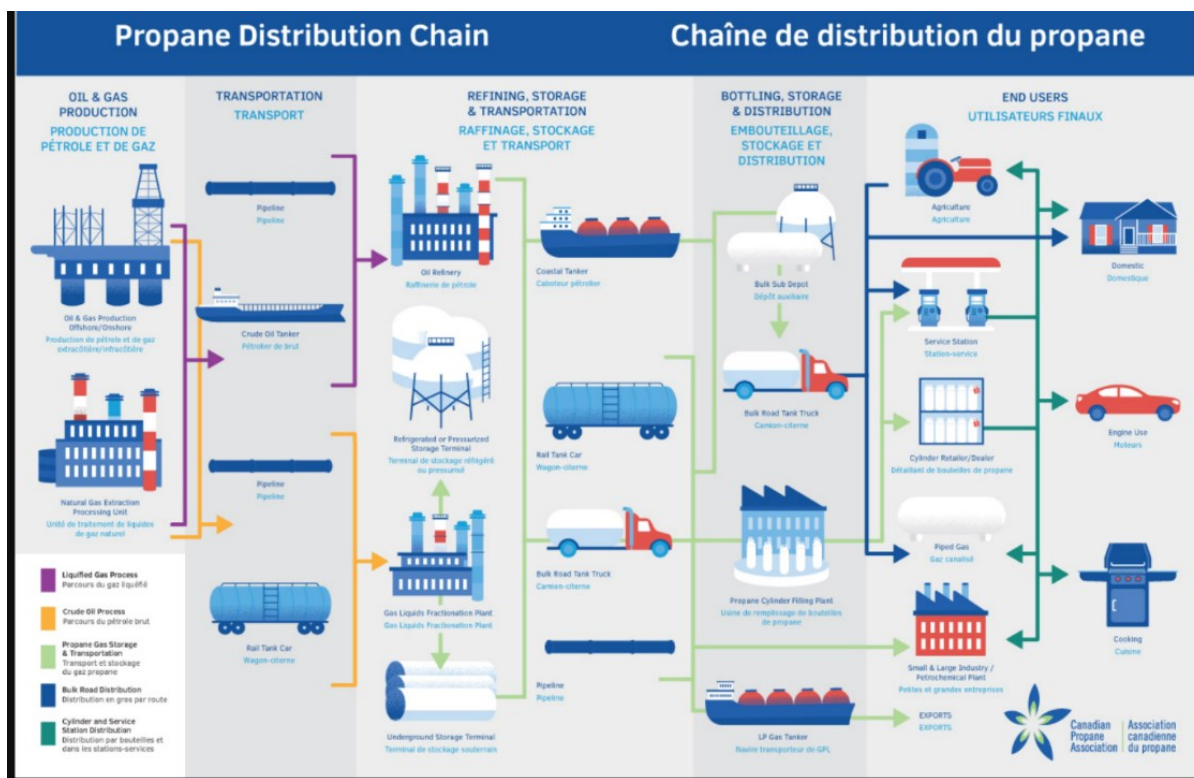 Propane Distribution Chain
Chaîne de distribution du propane
OIL & GAS
PRODUCTION
PRODUCTION DE
PÉTROLE ET DE GAZ
Oil & Gas Production
Offshore/Onshore
Production de pétrole et de gaz
extracôtière/infracôtière
Natural Gas Extraction
Processing Unit
Unité de traitement de liquides
de gaz naturel
Liquified Gas Process
Parcours du gaz liquéfié
Crude Oil Process
Parcours du pétrole brut
Propane Gas Storage
& Transportation
Transport et stockage
du gaz propane
Bulk Road Distribution
Distribution en gros par route
Cylinder and Service
Station Distribution
Distribution par bouteilles et
dans les stations-services
TRANSPORTATION
TRANSPORT
Pipeline
Pipeline
Crude Oil Tanker
Pétrolier de brut
Pipeline
Pipeline
Rail Tank Car
Wagon-citerne
REFINING, STORAGE
& TRANSPORTATION
RAFFINAGE, STOCKAGE
ET TRANSPORT
Oil Refinery
Raffinerie de pétrole
Refrigerated or Pressurized
Storage Terminal
Terminal de stockage réfrigéré
ou pressurisé
Gas Liquids Fractionation Plant
Gas Liquids Fractionation Plant
Underground Storage Terminal
Terminal de stockage souterrain
Coastal Tanker
Caboteur pétrolier
Rail Tank Car
Wagon-citerne
Bulk Road Tank Truck
Camion-citerne
Pipeline
Pipeline
BOTTLING, STORAGE
& DISTRIBUTION
EMBOUTEILLAGE,
STOCKAGE ET
DISTRIBUTION
Bulk Sub Depot
Dépôt auxiliaire
Bulk Road Tank Truck
Camion-citerne
Propane Cylinder Filling Plant
Usine de remplissage de bouteilles
de propane
LP Gas Tanker
Navire transporteur de GPL
END USERS
UTILISATEURS FINAUX
Agriculture
Agriculture
Service Station
Station-service
Cylinder Retailer/Dealer
Détaillant de bouteilles de propane
Piped Gas
Gaz canalisé
Small & Large Industry /
Petrochemical Plant
Petites et grandes entreprises
EXPORTS
EXPORTS
Domestic
Domestique
Engine Use
Moteurs
Cooking
Cuisine
Canadian
Propane
Association
Association
canadienne
du propane